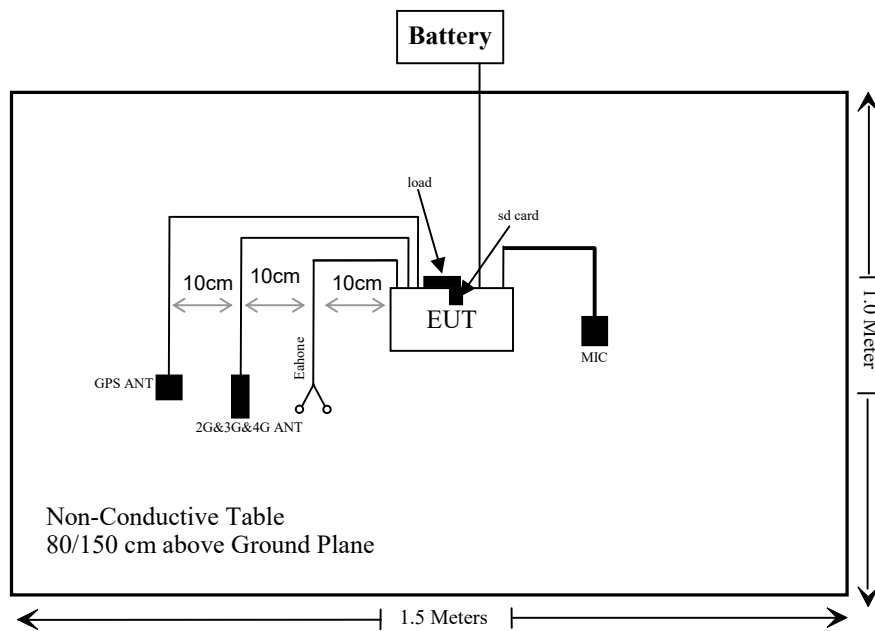 Battery
load
sd card
10cm
10cm
10cm
EUT
Eahone
MIC
GPS ANT
2G&3G&4G ANT
1.0 Meter
Non-Conductive Table
80/150 cm above Ground Plane
1.5 Meters